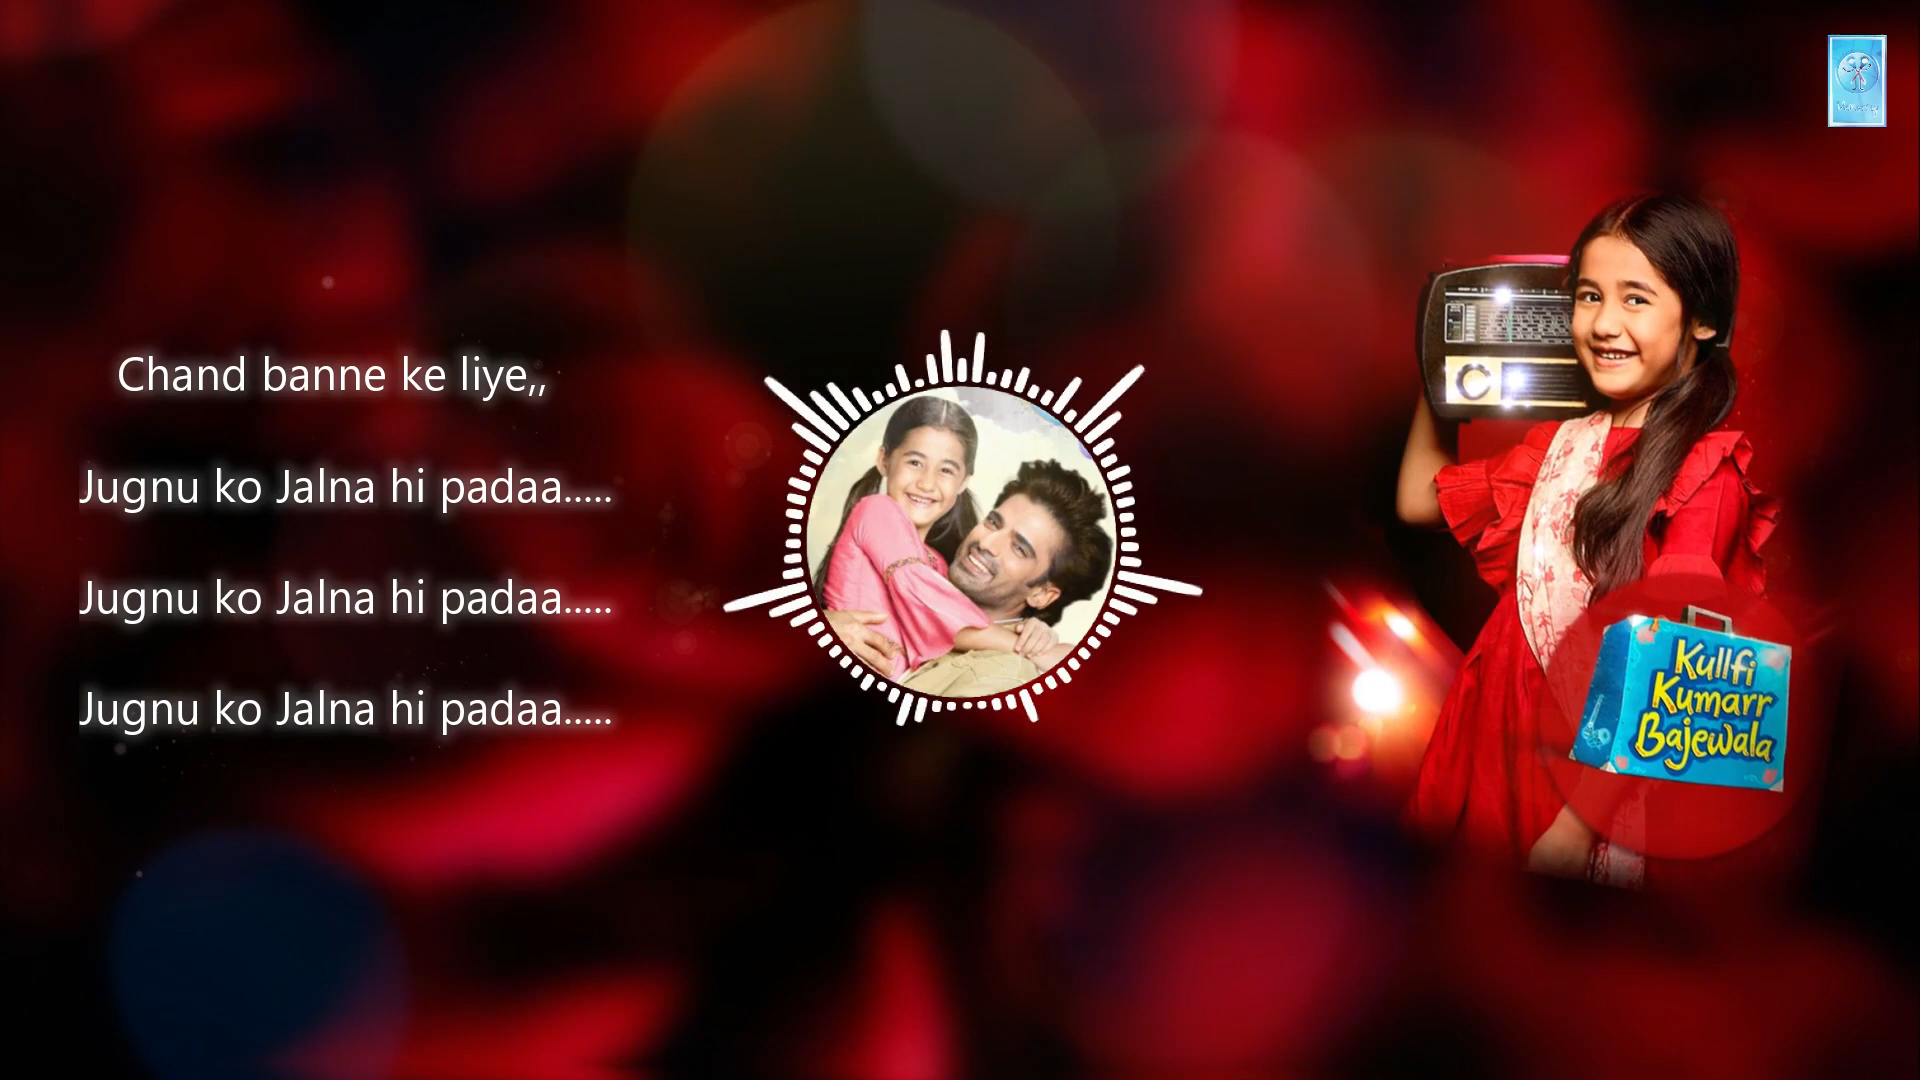 Chand banne ke liye,,
Jugnu ko Jalna hi padaa.....
Jugnu ko Jalna hi padaa.....
Jugnu ko Jalna hi padaa.....
Kullfi
Kumarr
Bajewala